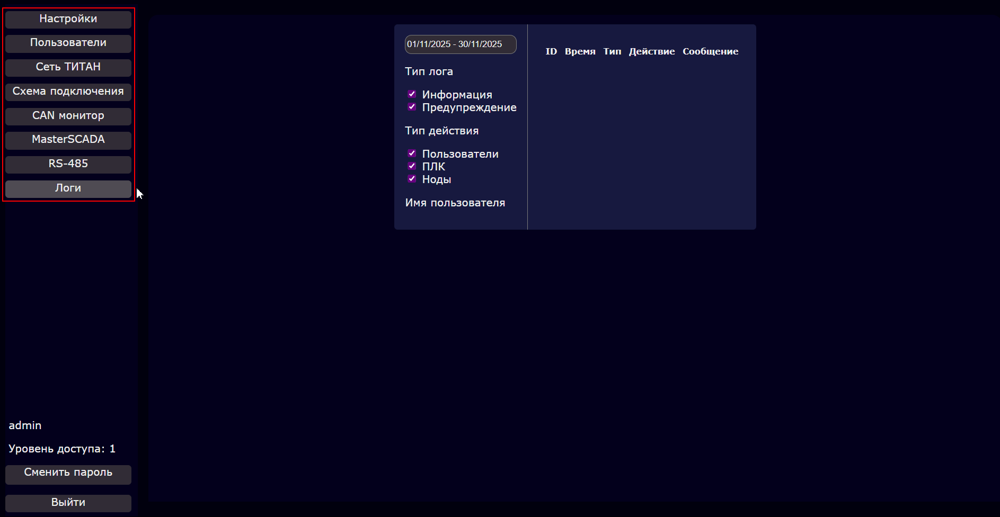 Настройки
Пользователи
Сеть ТИТАН
Схема подключения
CAN монитор
MasterSCADA
RS-485
Логи
admin
Уровень доступа: 1
Сменить пароль
Выйти
01/11/2025 - 30/11/2025
Тип лога
Информация
Предупреждение
Тип действия
Пользователи
ПЛК
Ноды
Имя пользователя
ID Время Тип Действие Сообщение